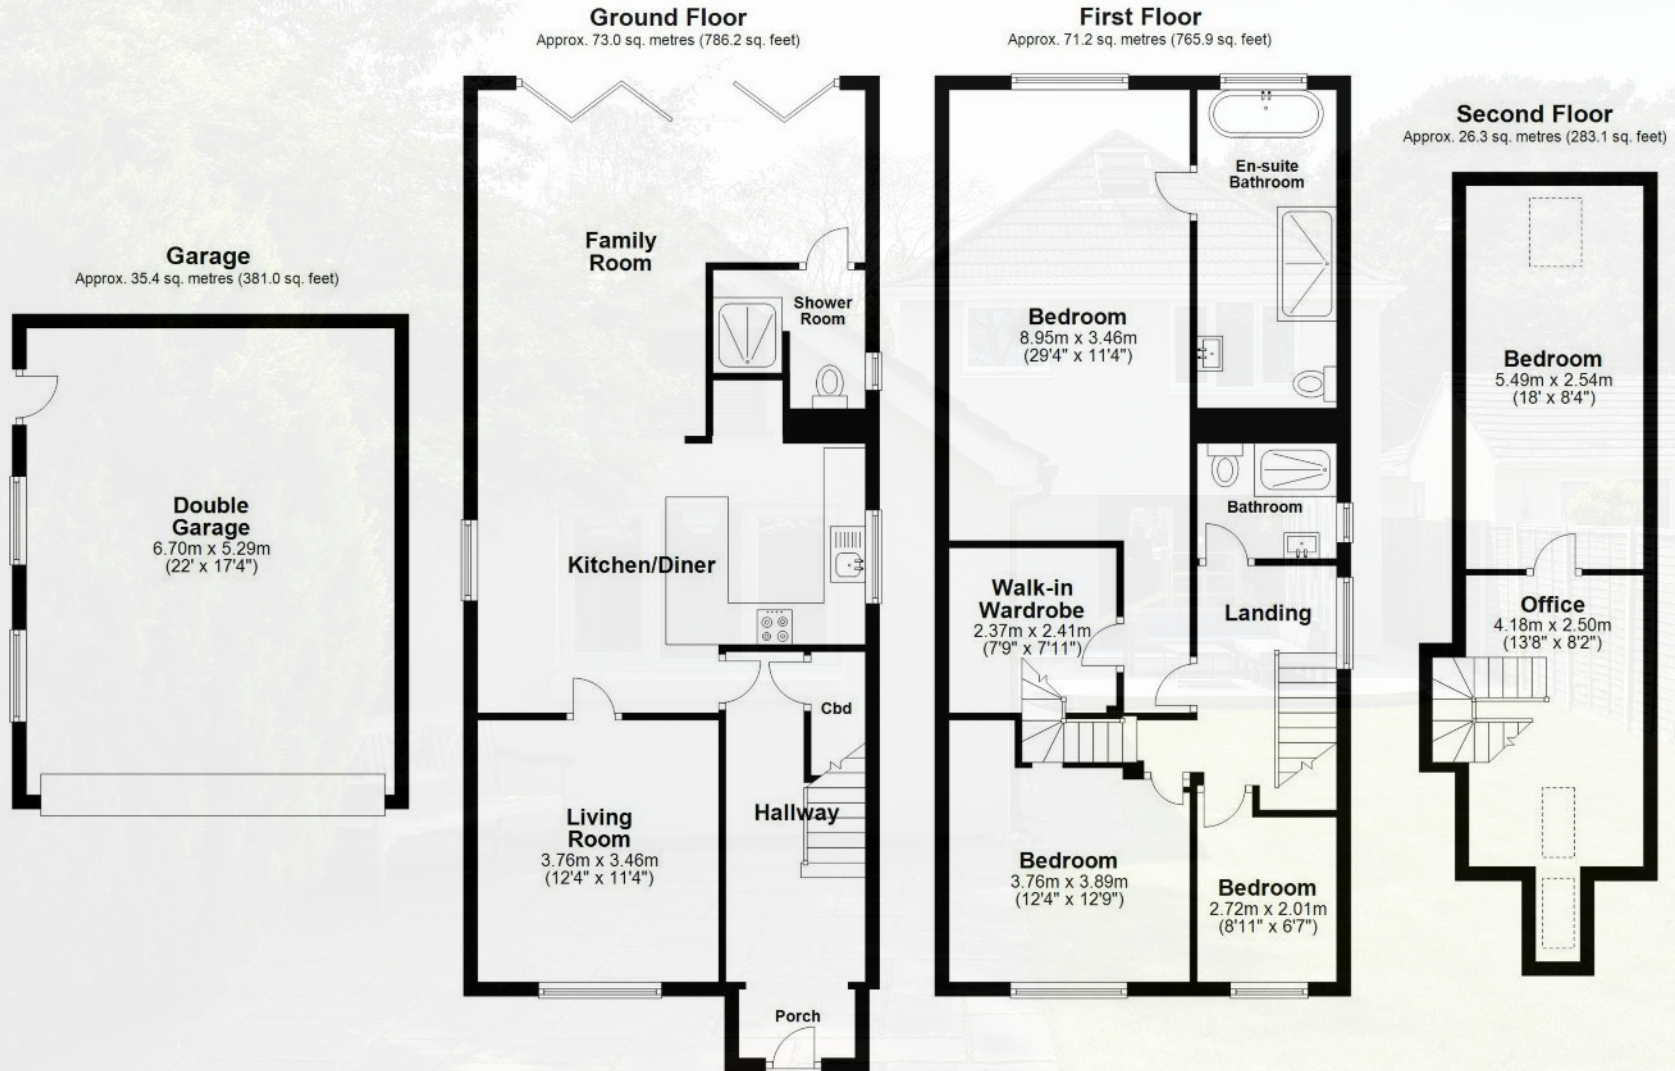 Ground Floor
Approx. 73.0 sq. metres (786.2 sq. feet)
First Floor
Approx. 71.2 sq. metres (765.9 sq. feet)
Second Floor
Approx. 26.3 sq. metres (283.1 sq. feet)
Garage
Approx. 35.4 sq. metres (381.0 sq. feet)
Double
Garage
6.70m x 5.29m
(22' x 17'4")
Family
Room
Shower
Room
Kitchen/Diner
Cbd
Living
Room
3.76m x 3.46m
(12'4" x 11'4")
Hallway
Porch
En-suite
Bathroom
Bedroom
8.95m x 3.46m
(29'4" x 11'4")
Bathroom
Walk-in
Wardrobe
2.37m x 2.41m
(7'9" x 7'11")
Landing
Bedroom
3.76m x 3.89m
(12'4" x 12'9")
Bedroom
2.72m x 2.01m
(8'11" x 6'7")
Bedroom
5.49m x 2.54m
(18' x 8'4")
Office
4.18m x 2.50m
(13'8" x 8'2")